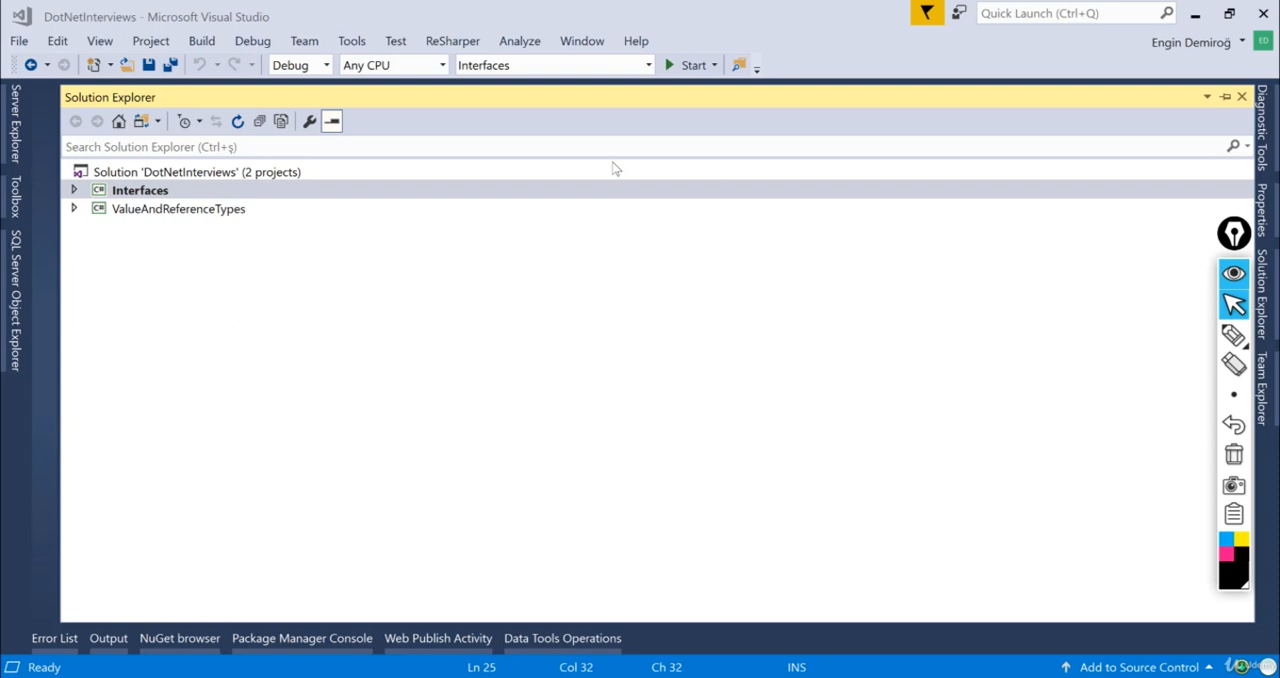 DotNetInterviews - Microsoft Visual Studio
Quick Launch (Ctrl+Q)
File Edit View Project Build Debug Team Tools Test ReSharper Analyze Window Help
Engin Demiroğ
ED
Debug Any CPU Interfaces Start
Solution Explorer
Search Solution Explorer (Ctrl+ş)
Solution 'DotNetInterviews' (2 projects)
C# Interfaces
C# ValueAndReferenceTypes
Server Explorer
Toolbox
SQL Server Object Explorer
Diagnostic Tools
Properties
Solution Explorer
Team Explorer
Error List Output NuGet browser Package Manager Console Web Publish Activity Data Tools Operations
Ready Ln 25 Col 32 Ch 32 INS Add to Source Control